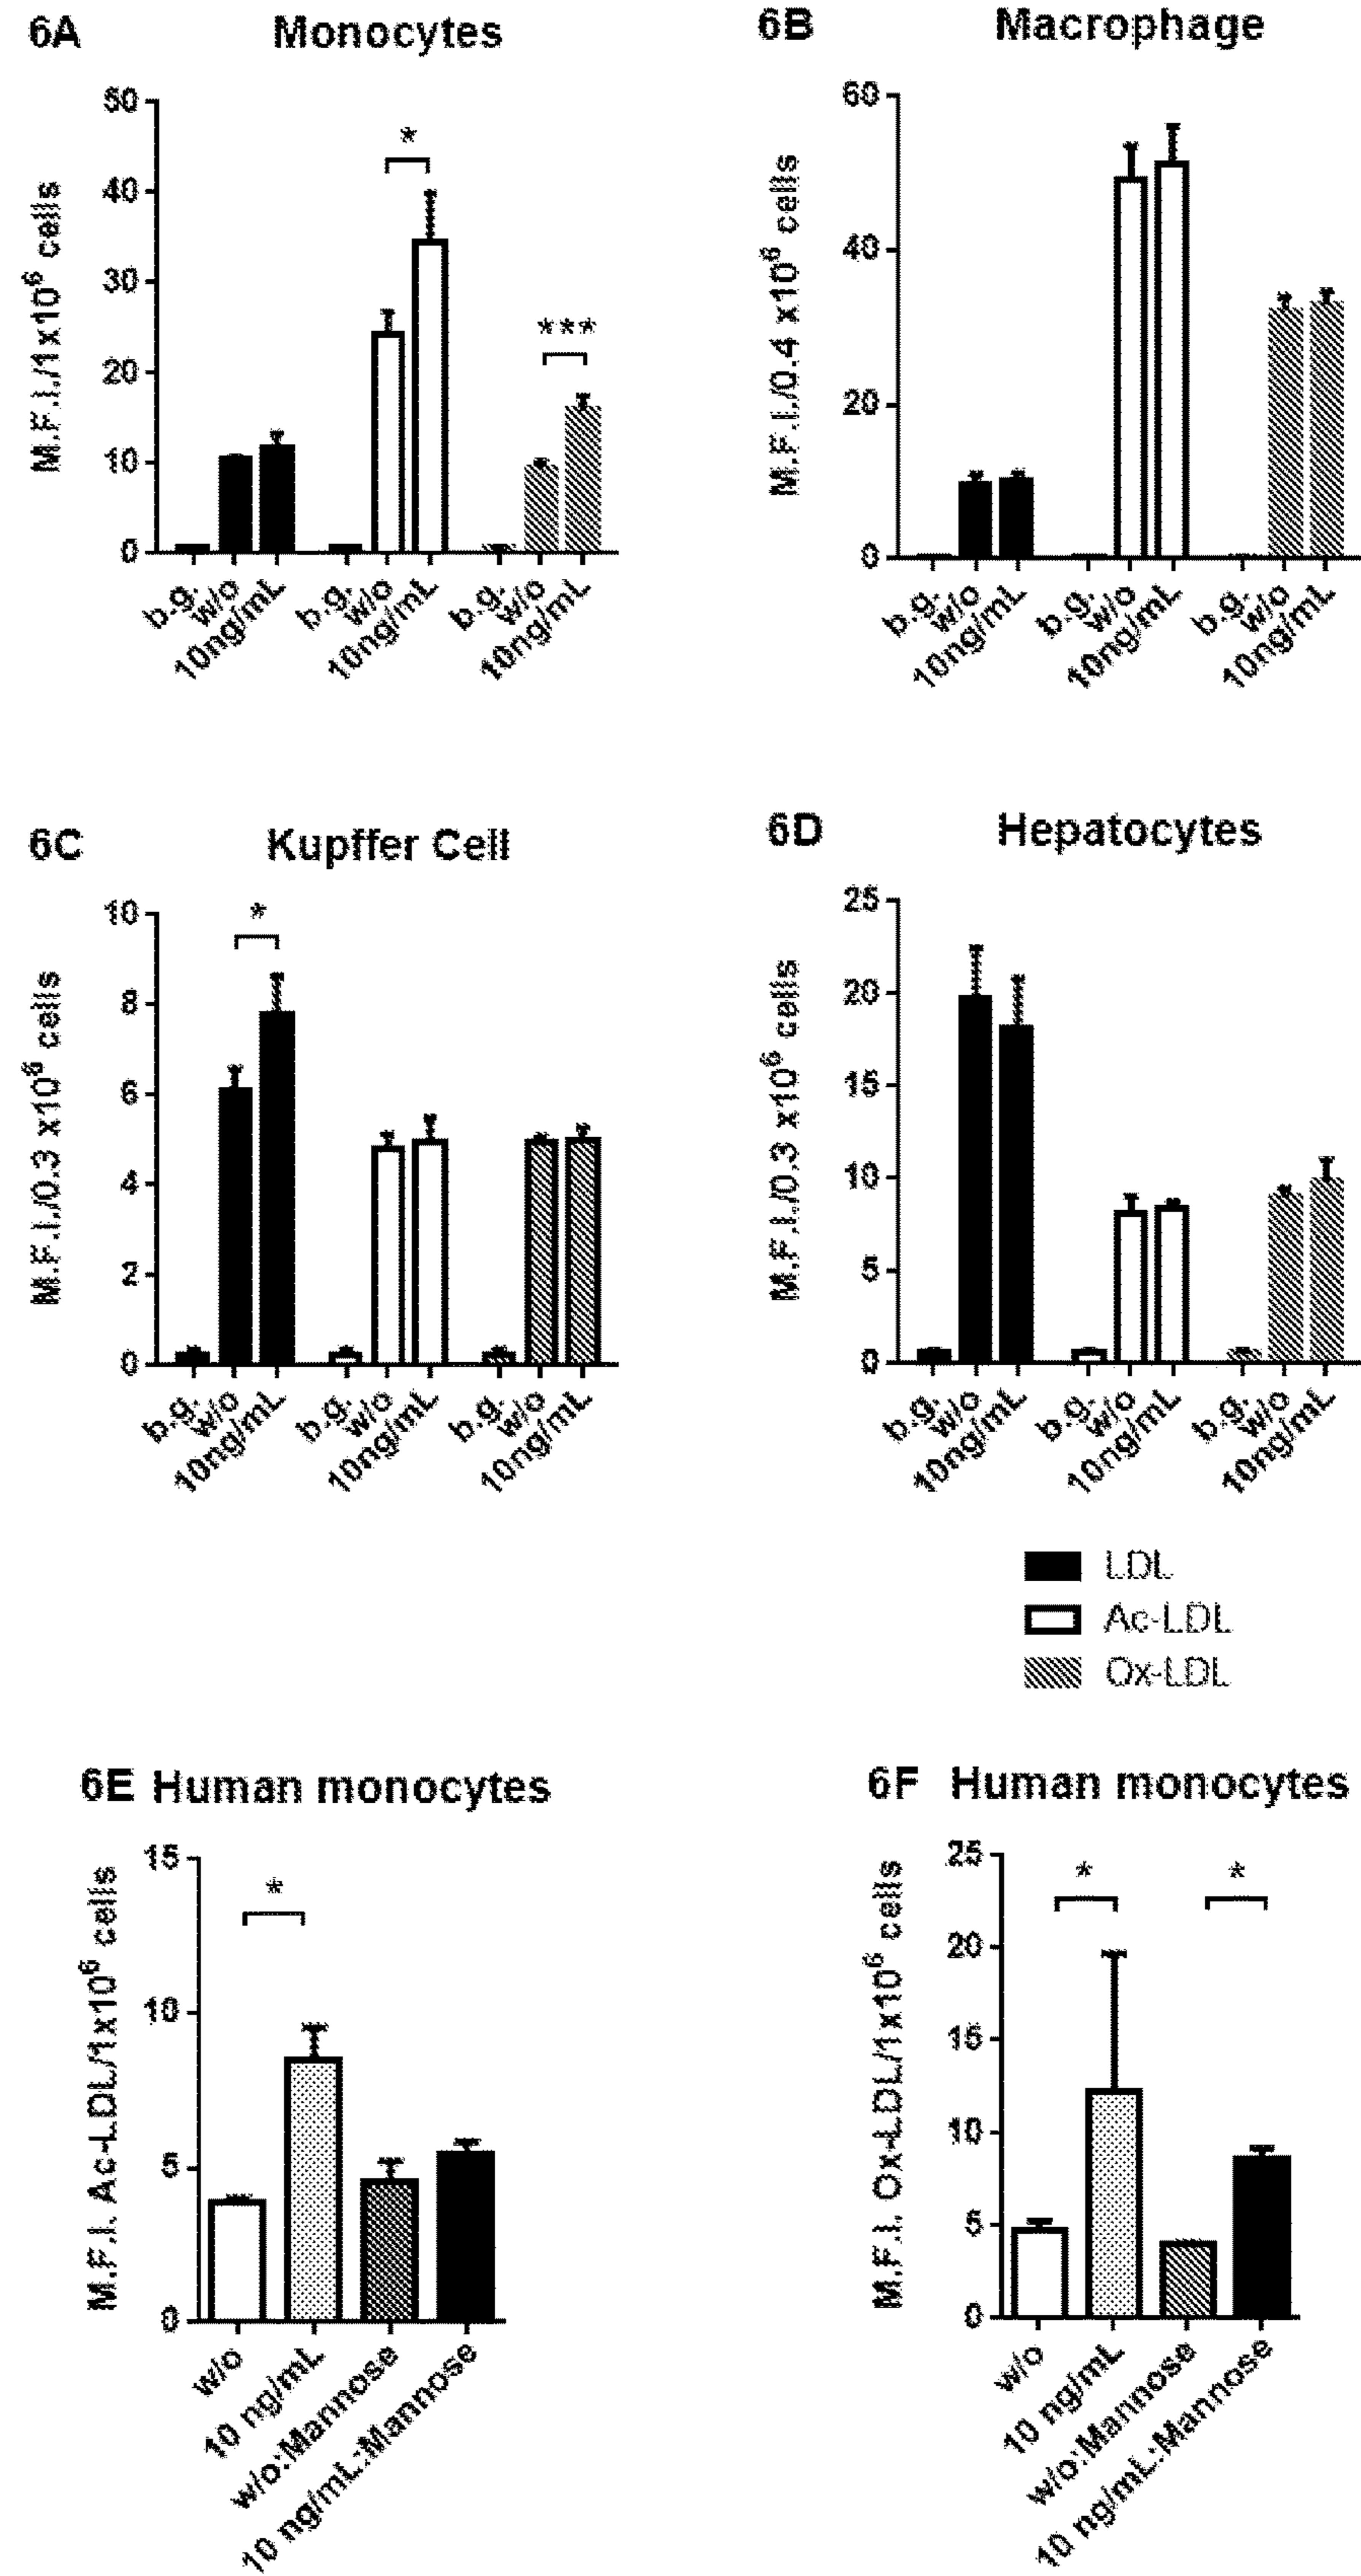 6A Monocytes
M.F.I./1x10⁶ cells
50
40
30
20
10
0
*
***
b.g.
w/o
10ng/mL
b.g.
w/o
10ng/mL
b.g.
w/o
10ng/mL
6B Macrophage
M.F.I./0.4 x10⁶ cells
60
40
20
0
b.g.
w/o
10ng/mL
b.g.
w/o
10ng/mL
b.g.
w/o
10ng/mL
6C Kupffer Cell
M.F.I./0.3 x10⁶ cells
10
8
6
4
2
0
*
b.g.
w/o
10ng/mL
b.g.
w/o
10ng/mL
b.g.
w/o
10ng/mL
6D Hepatocytes
M.F.I./0.3 x10⁶ cells
25
20
15
10
5
0
b.g.
w/o
10ng/mL
b.g.
w/o
10ng/mL
b.g.
w/o
10ng/mL
LDL
Ac-LDL
Ox-LDL
6E Human monocytes
M.F.I. Ac-LDL/1x10⁶ cells
15
10
5
0
*
w/o
10 ng/mL
w/o:Mannose
10 ng/mL:Mannose
6F Human monocytes
M.F.I. Ox-LDL/1x10⁶ cells
25
20
15
10
5
0
*
*
w/o
10 ng/mL
w/o:Mannose
10 ng/mL:Mannose